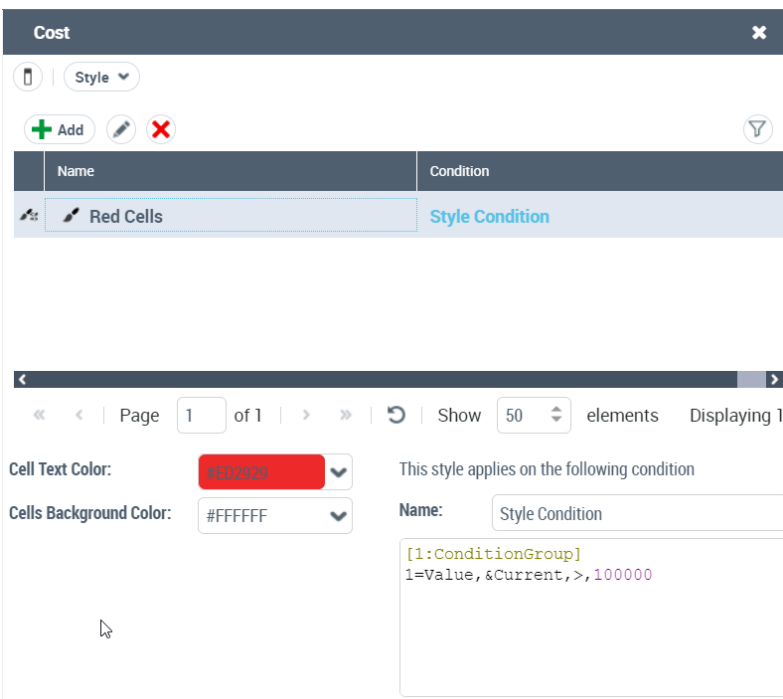 Cost
Style
Add
Name Condition
Red Cells Style Condition
Page 1 of 1 Show 50 elements Displaying 1
Cell Text Color: #ED2929 This style applies on the following condition
Cells Background Color: #FFFFFF Name: Style Condition
[1:ConditionGroup]
1=Value,&Current,>,100000